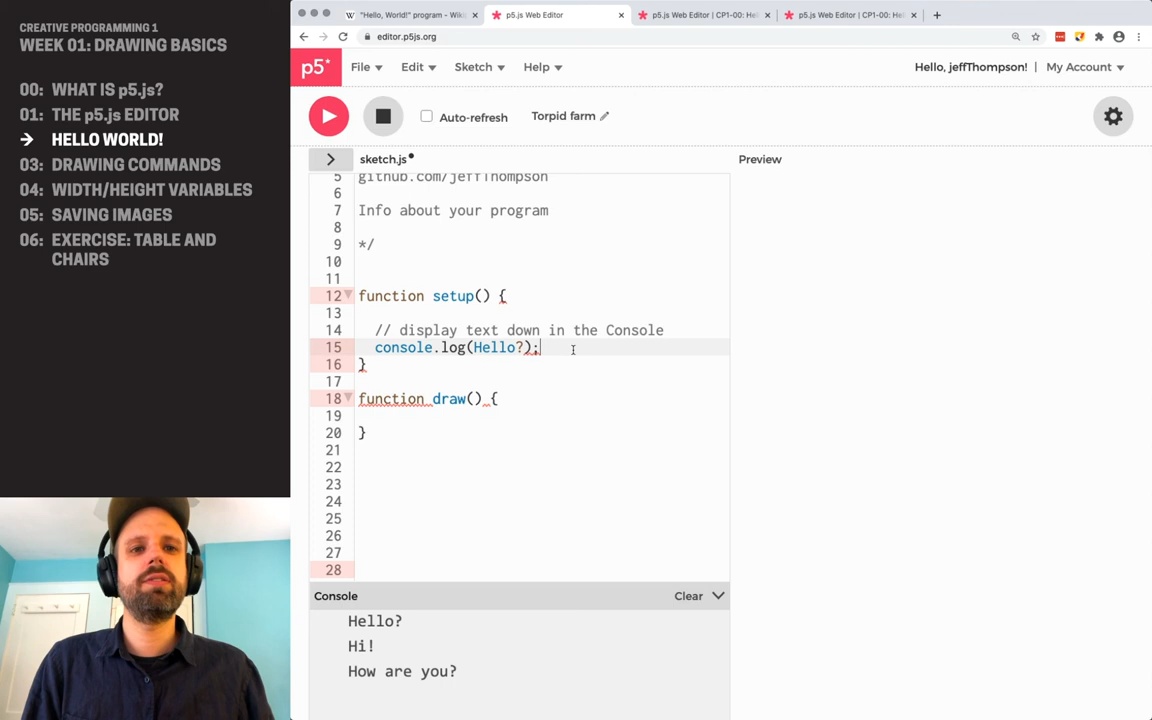 CREATIVE PROGRAMMING 1
WEEK 01: DRAWING BASICS
00: WHAT IS p5.js?
01: THE p5.js EDITOR
→ HELLO WORLD!
03: DRAWING COMMANDS
04: WIDTH/HEIGHT VARIABLES
05: SAVING IMAGES
06: EXERCISE: TABLE AND
CHAIRS
W "Hello, World!" program - Wiki
p5.js Web Editor
p5.js Web Editor | CP1-00: He
p5.js Web Editor | CP1-00: He
editor.p5js.org
p5* File Edit Sketch Help Hello, jeffThompson! | My Account
Auto-refresh Torpid farm
sketch.js
Preview
5 github.com/jeffThompson
6
7 Info about your program
8
9 */
10
11
12 function setup() {
13
14 // display text down in the Console
15 console.log(Hello?);
16 }
17
18 function draw() {
19
20 }
21
22
23
24
25
26
27
28
Console Clear
Hello?
Hi!
How are you?